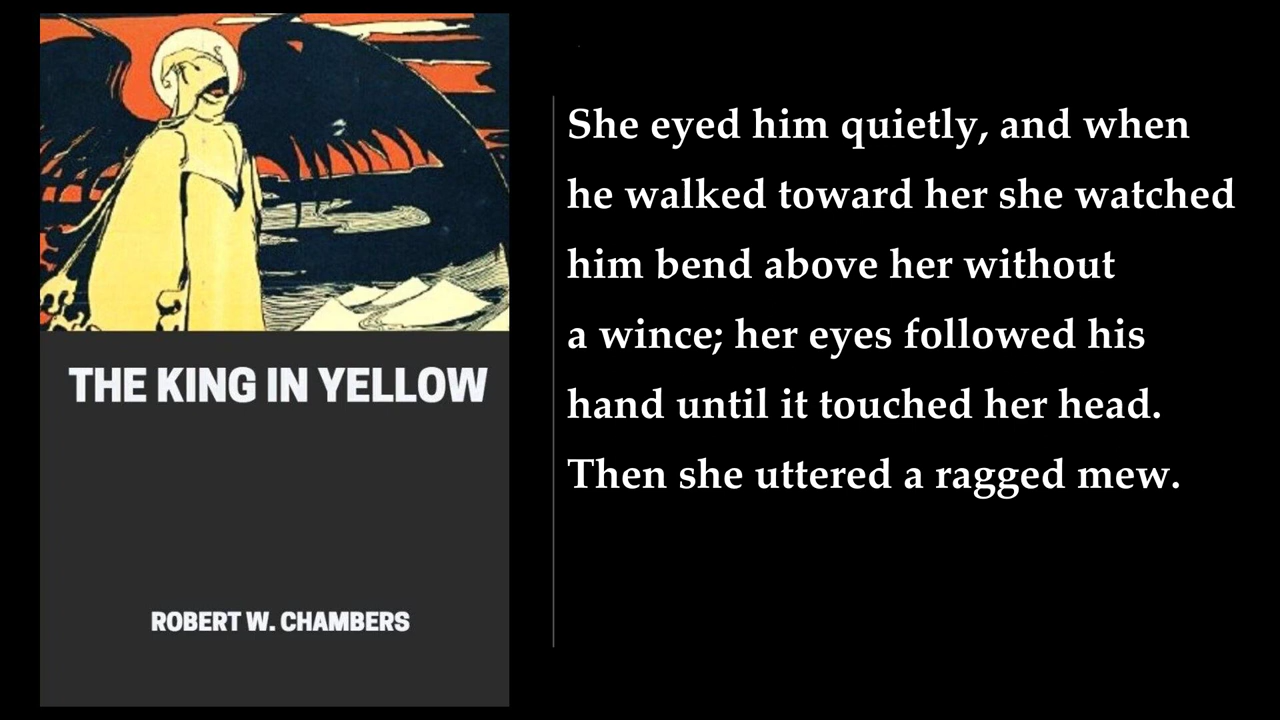 THE KING IN YELLOW
ROBERT W. CHAMBERS
She eyed him quietly, and when
he walked toward her she watched
him bend above her without
a wince; her eyes followed his
hand until it touched her head.
Then she uttered a ragged mew.